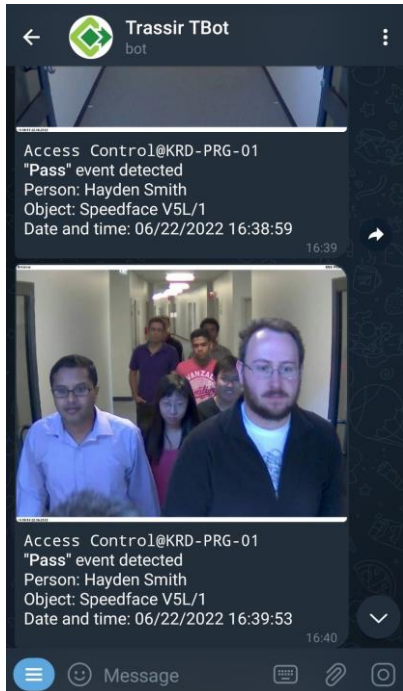 Trassir TBot
bot
Access Control@KRD-PRG-01
"Pass" event detected
Person: Hayden Smith
Object: Speedface V5L/1
Date and time: 06/22/2022 16:38:59
16:39
Access Control@KRD-PRG-01
"Pass" event detected
Person: Hayden Smith
Object: Speedface V5L/1
Date and time: 06/22/2022 16:39:53
16:40
Message